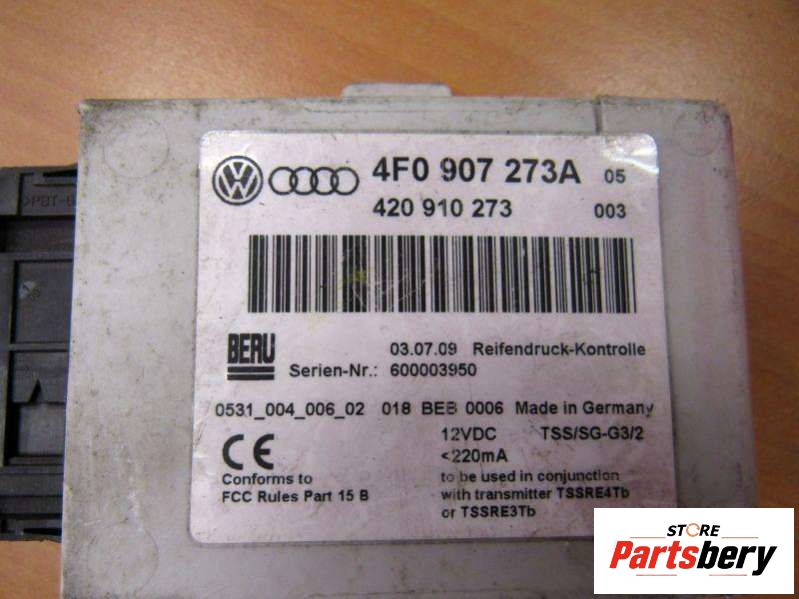 >PBT-G
VW
4F0 907 273A 05
420 910 273 003
BERU
03.07.09 Reifendruck-Kontrolle
Serien-Nr.: 600003950
0531_004_006_02 018 BEB 0006 Made in Germany
CE
12VDC TSS/SG-G3/2
<220mA
Conforms to
FCC Rules Part 15 B
to be used in conjunction
with transmitter TSSRE4Tb
or TSSRE3Tb
STORE
Partsbery